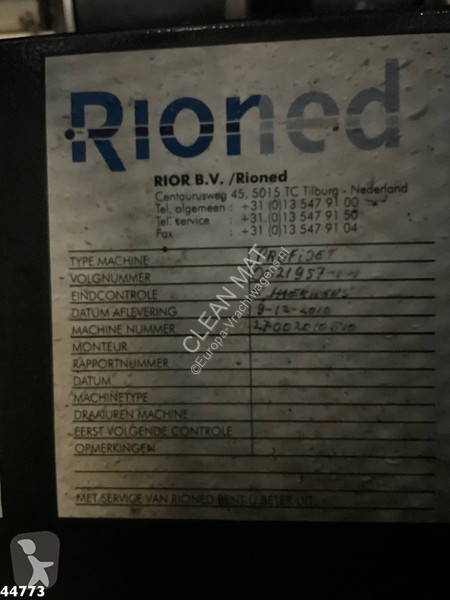 Rioned
RIOR B.V. /Rioned
Centaurusweg 45, 5015 TC Tilburg - Nederland
Tel. algemeen : +31 (0)13 547 91 00
Tel. service : +31 (0)13 547 91 50
Fax : +31 (0)13 547 91 04
TYPE MACHINE PROFIJET
VOLGNUMMER
EINDCONTROLE
DATUM AFLEVERING 9-12-2010
MACHINE NUMMER
MONTEUR
RAPPORTNUMMER
DATUM
MACHINETYPE
DRAAIUREN MACHINE
EERST VOLGENDE CONTROLE
OPMERKINGEN
MET SERVICE VAN RIONED BENT U BETER UIT
CLEAN MAT
©Europa-Vrachtwagens.nl
44773